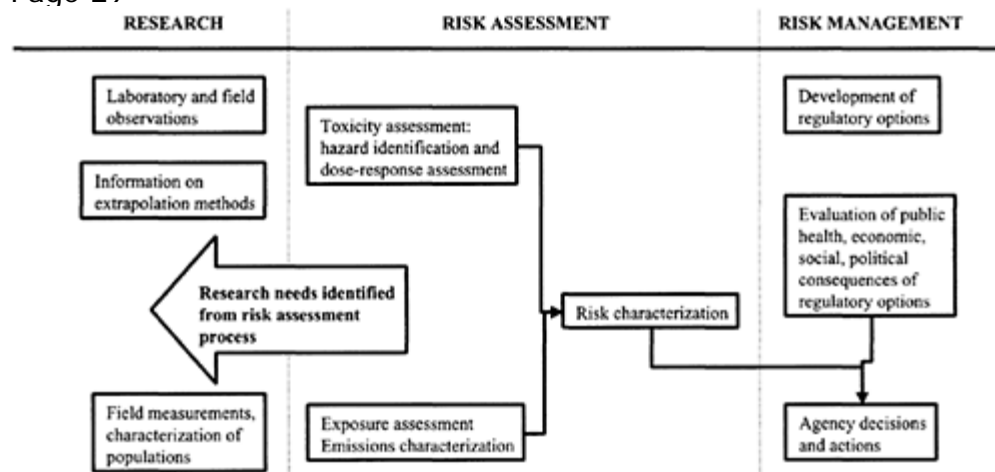 RESEARCH
RISK ASSESSMENT
RISK MANAGEMENT
Laboratory and field
observations
Information on
extrapolation methods
Research needs identified
from risk assessment
process
Field measurements,
characterization of
populations
Toxicity assessment:
hazard identification and
dose-response assessment
Exposure assessment
Emissions characterization
Risk characterization
Development of
regulatory options
Evaluation of public
health, economic,
social, political
consequences of
regulatory options
Agency decisions
and actions